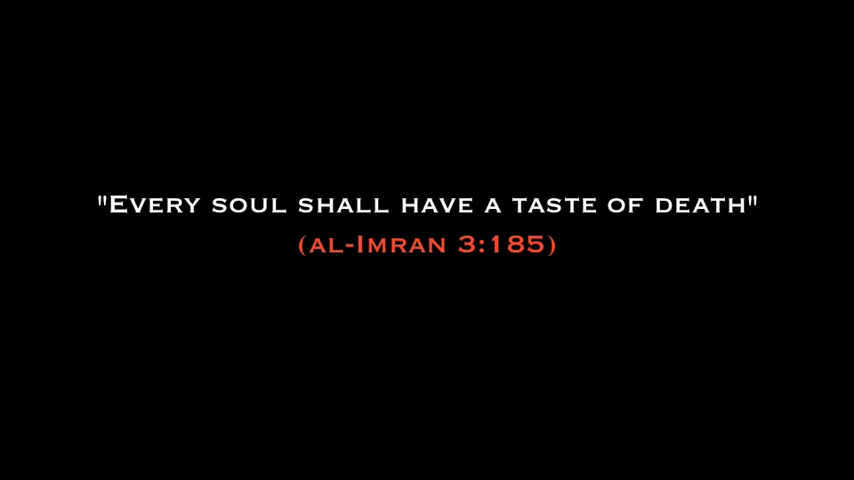 "Every soul shall have a taste of death"
(al-Imran 3:185)